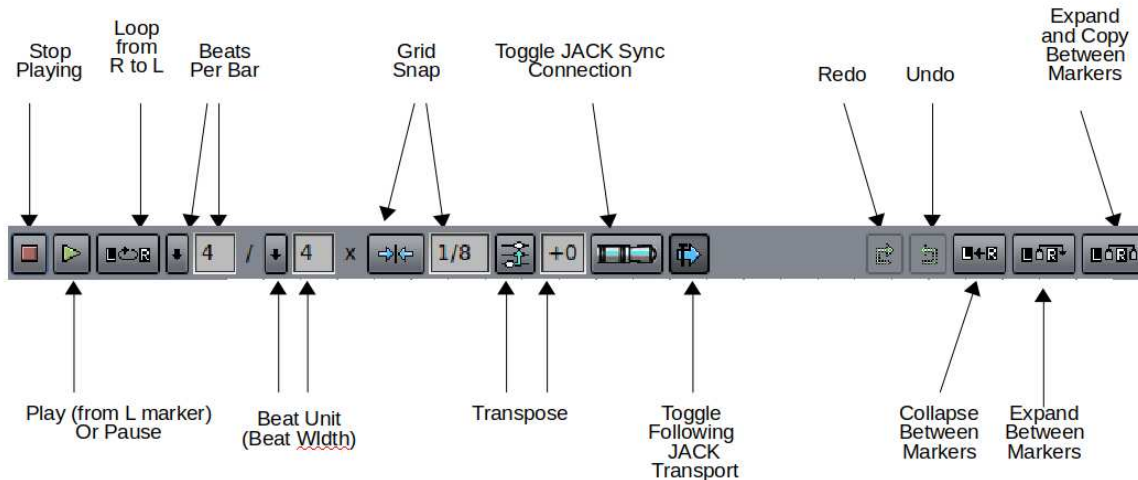 Stop
Playing
Loop
from
R to L
Beats
Per Bar
Grid
Snap
Toggle JACK Sync
Connection
Redo
Undo
Expand
and Copy
Between
Markers
L R
4
/
4
x
1/8
+0
L R
L R
L R
Play (from L marker)
Or Pause
Beat Unit
(Beat WIdth)
Transpose
Toggle
Following
JACK
Transport
Collapse
Between
Markers
Expand
Between
Markers